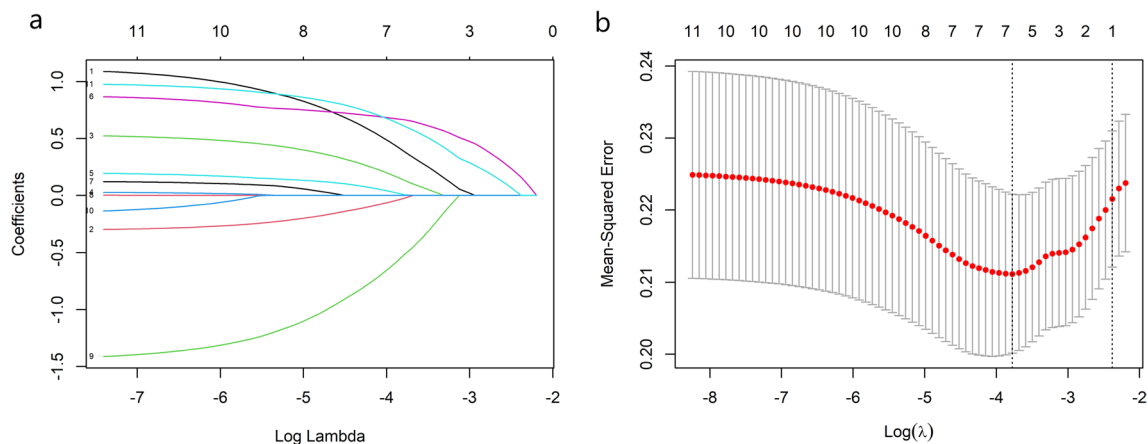 a
11 10 8 7 3 0
Coefficients
1.0
0.5
0.0
-0.5
-1.0
-1.5
1
11
6
3
5
7
4
8
10
2
9
-7 -6 -5 -4 -3 -2
Log Lambda
b
11 10 10 10 10 10 10 9 8 7 7 7 5 3 2 1
Mean-Squared Error
0.24
0.23
0.22
0.21
0.20
-8 -7 -6 -5 -4 -3 -2
Log(λ)